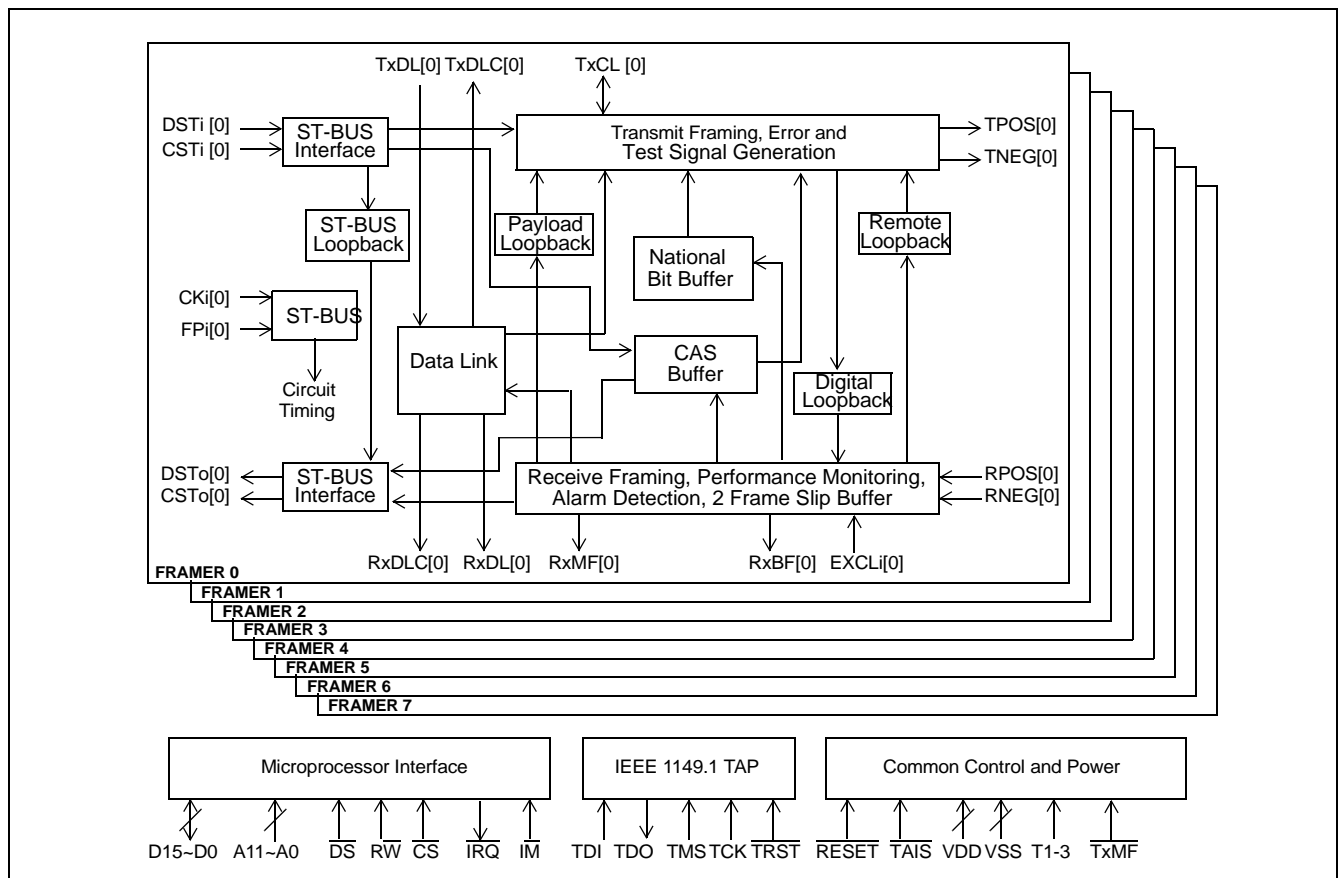 TxDL[0] TxDLC[0] TxCL [0]
DSTi [0]
CSTi [0]
ST-BUS
Interface
Transmit Framing, Error and
Test Signal Generation
TPOS[0]
TNEG[0]
ST-BUS
Loopback
Payload
Loopback
National
Bit Buffer
Remote
Loopback
CKi[0]
FPi[0]
ST-BUS
Circuit
Timing
Data Link
CAS
Buffer
Digital
Loopback
DSTo[0]
CSTo[0]
ST-BUS
Interface
Receive Framing, Performance Monitoring,
Alarm Detection, 2 Frame Slip Buffer
RPOS[0]
RNEG[0]
RxDLC[0] RxDL[0] RxMF[0] RxBF[0] EXCLi[0]
FRAMER 0
FRAMER 1
FRAMER 2
FRAMER 3
FRAMER 4
FRAMER 5
FRAMER 6
FRAMER 7
Microprocessor Interface
IEEE 1149.1 TAP
Common Control and Power
D15~D0 A11~A0 DS RW CS IRQ IM TDI TDO TMS TCK TRST RESET TAIS VDD VSS T1-3 TxMF